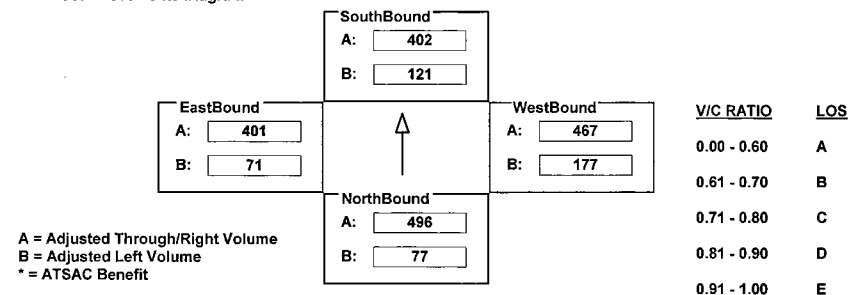 SouthBound
A: 402
B: 121
EastBound
A: 401
B: 71
WestBound
A: 467
B: 177
NorthBound
A: 496
B: 77
A = Adjusted Through/Right Volume
B = Adjusted Left Volume
* = ATSAC Benefit
V/C RATIO LOS
0.00 - 0.60 A
0.61 - 0.70 B
0.71 - 0.80 C
0.81 - 0.90 D
0.91 - 1.00 E